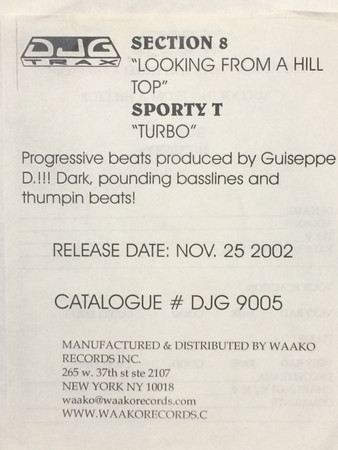 DJG
TRAX
SECTION 8
"LOOKING FROM A HILL
TOP"
SPORTY T
"TURBO"
Progressive beats produced by Guiseppe
D.!!! Dark, pounding basslines and
thumpin beats!
RELEASE DATE: NOV. 25 2002
CATALOGUE # DJG 9005
MANUFACTURED & DISTRIBUTED BY WAAKO
RECORDS INC.
265 w. 37th st ste 2107
NEW YORK NY 10018
waako@waakorecords.com
WWW.WAAKORECORDS.C